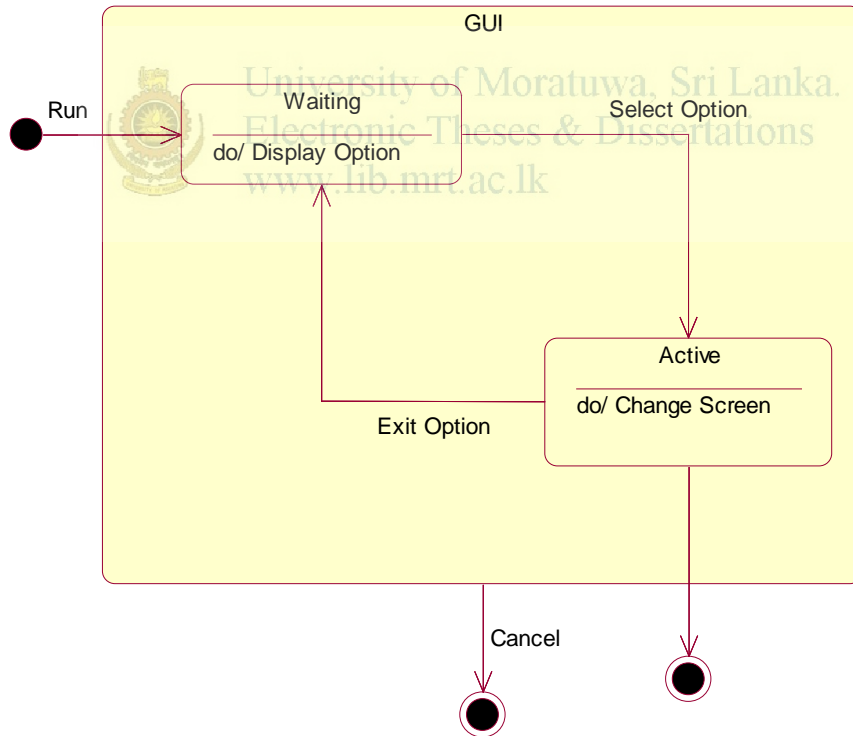 GUI
University of Moratuwa, Sri Lanka.
Electronic Theses & Dissertations
www.lib.mrt.ac.lk
Run
Waiting
do/ Display Option
Select Option
Active
do/ Change Screen
Exit Option
Cancel